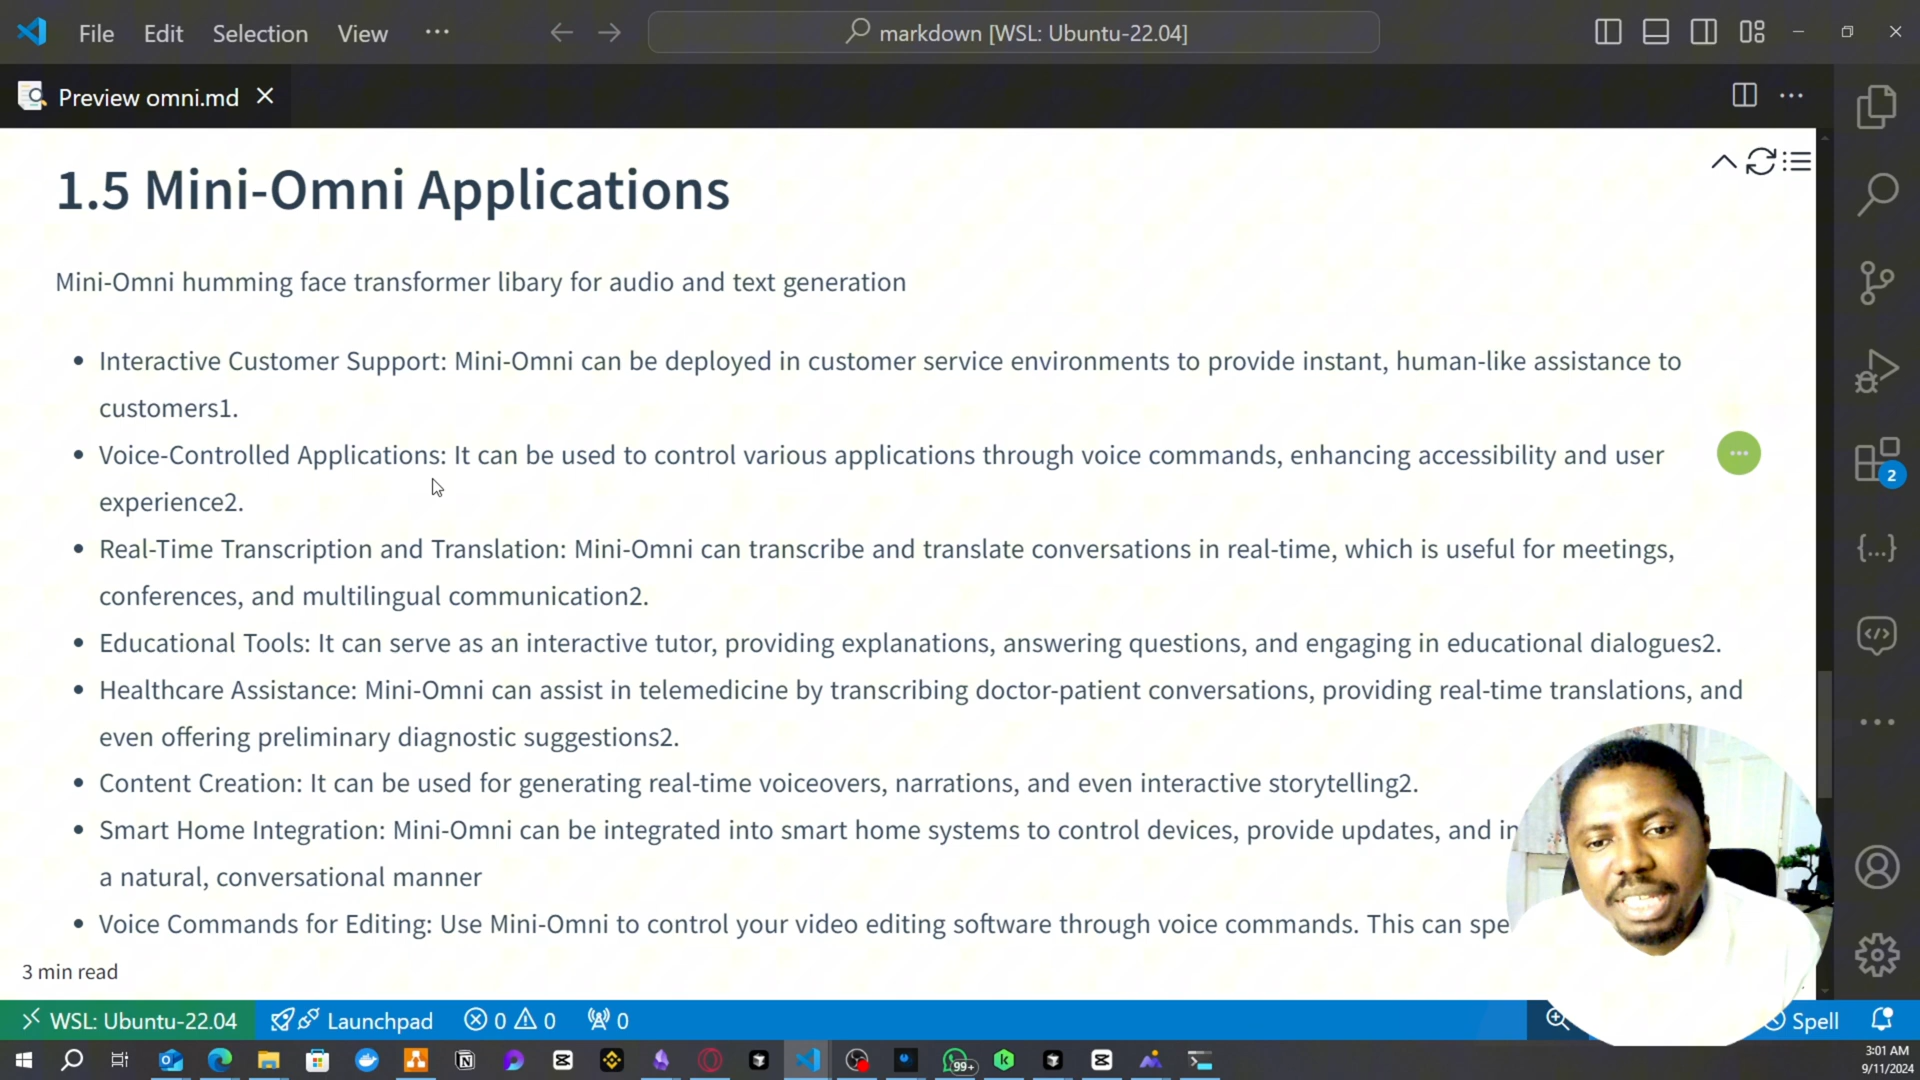 File Edit Selection View ···
markdown [WSL: Ubuntu-22.04]
Preview omni.md
1.5 Mini-Omni Applications
Mini-Omni humming face transformer libary for audio and text generation
• Interactive Customer Support: Mini-Omni can be deployed in customer service environments to provide instant, human-like assistance to
customers1.
• Voice-Controlled Applications: It can be used to control various applications through voice commands, enhancing accessibility and user
experience2.
• Real-Time Transcription and Translation: Mini-Omni can transcribe and translate conversations in real-time, which is useful for meetings,
conferences, and multilingual communication2.
• Educational Tools: It can serve as an interactive tutor, providing explanations, answering questions, and engaging in educational dialogues2.
• Healthcare Assistance: Mini-Omni can assist in telemedicine by transcribing doctor-patient conversations, providing real-time translations, and
even offering preliminary diagnostic suggestions2.
• Content Creation: It can be used for generating real-time voiceovers, narrations, and even interactive storytelling2.
• Smart Home Integration: Mini-Omni can be integrated into smart home systems to control devices, provide updates, and in
a natural, conversational manner
• Voice Commands for Editing: Use Mini-Omni to control your video editing software through voice commands. This can spe
3 min read
2
WSL: Ubuntu-22.04 Launchpad 0 0 0 Spell
99+
3:01 AM
9/11/2024